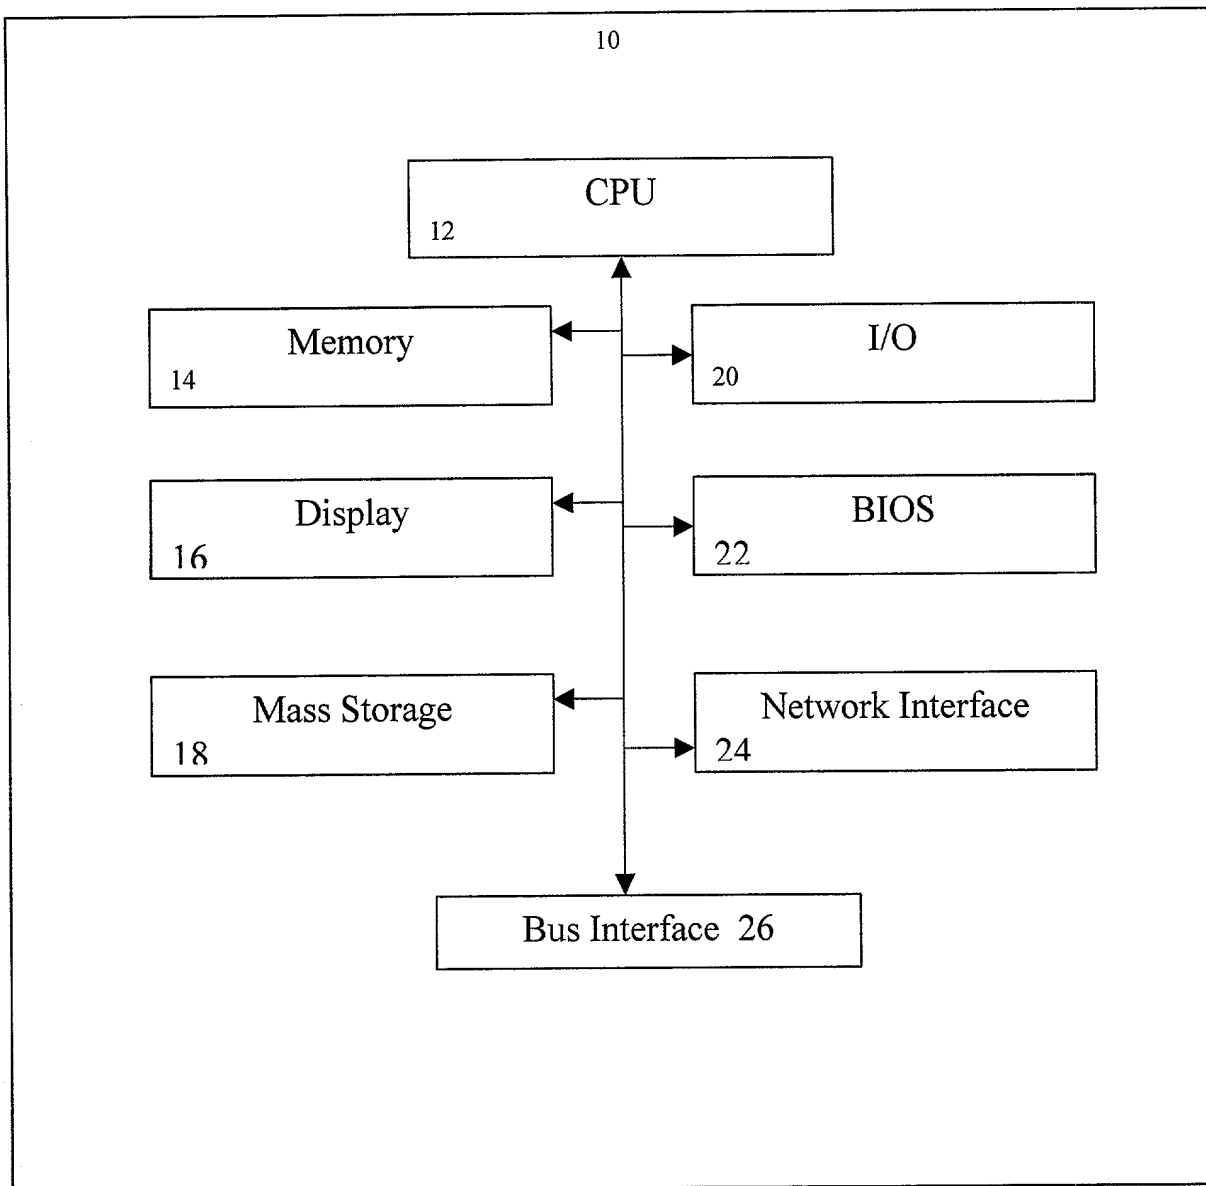 10
CPU
12
Memory
14
I/O
20
Display
16
BIOS
22
Mass Storage
18
Network Interface
24
Bus Interface 26